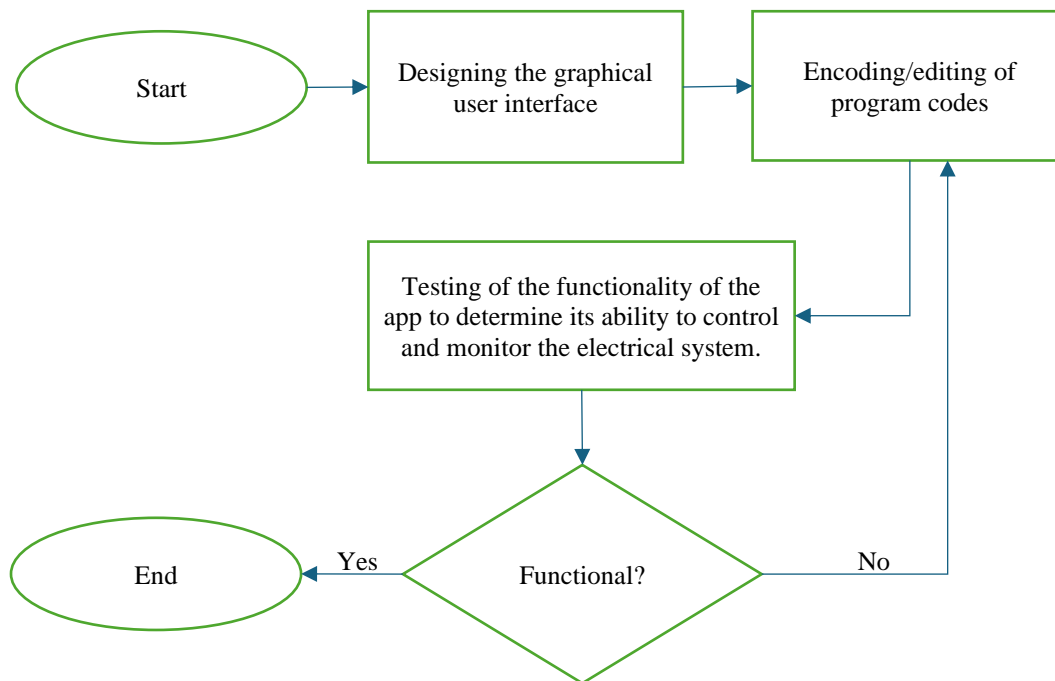 Start
Designing the graphical
user interface
Encoding/editing of
program codes
Testing of the functionality of the
app to determine its ability to control
and monitor the electrical system.
Functional?
Yes
No
End